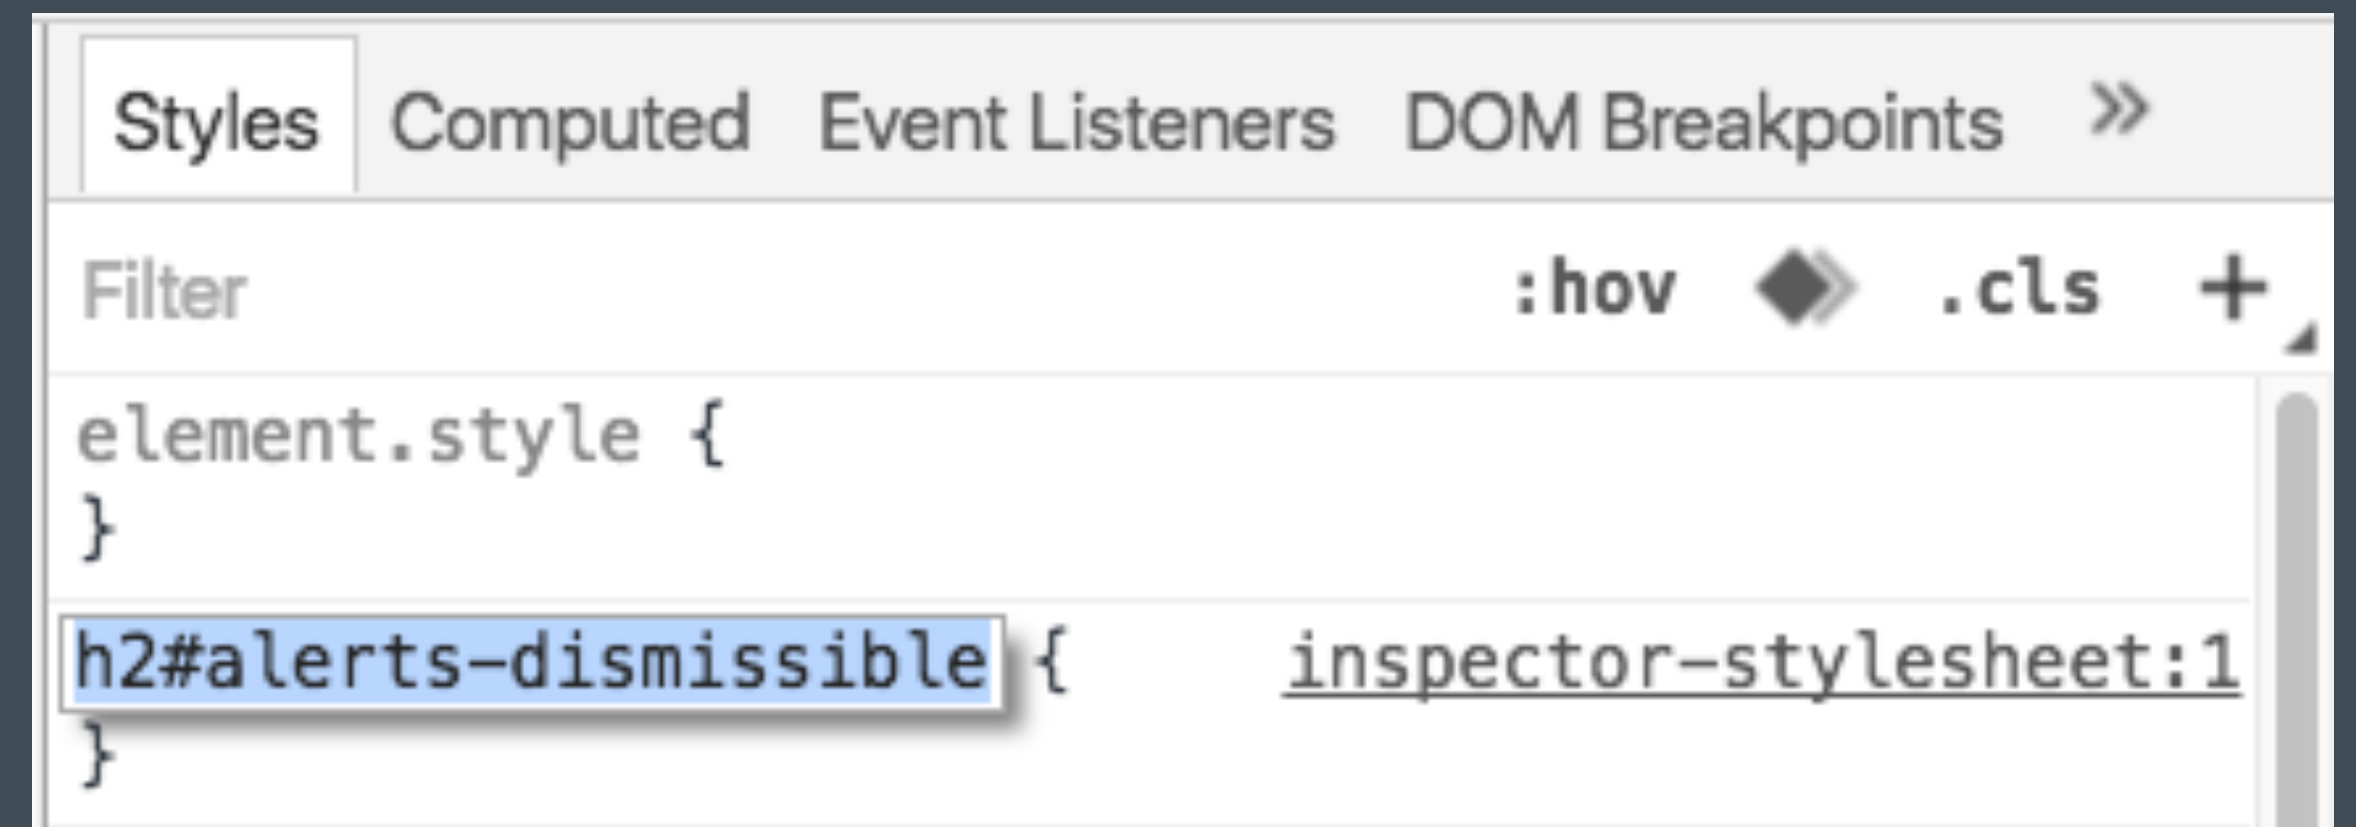 Styles Computed Event Listeners DOM Breakpoints »
Filter :hov .cls +
element.style {
}
h2#alerts-dismissible { inspector-stylesheet:1
}